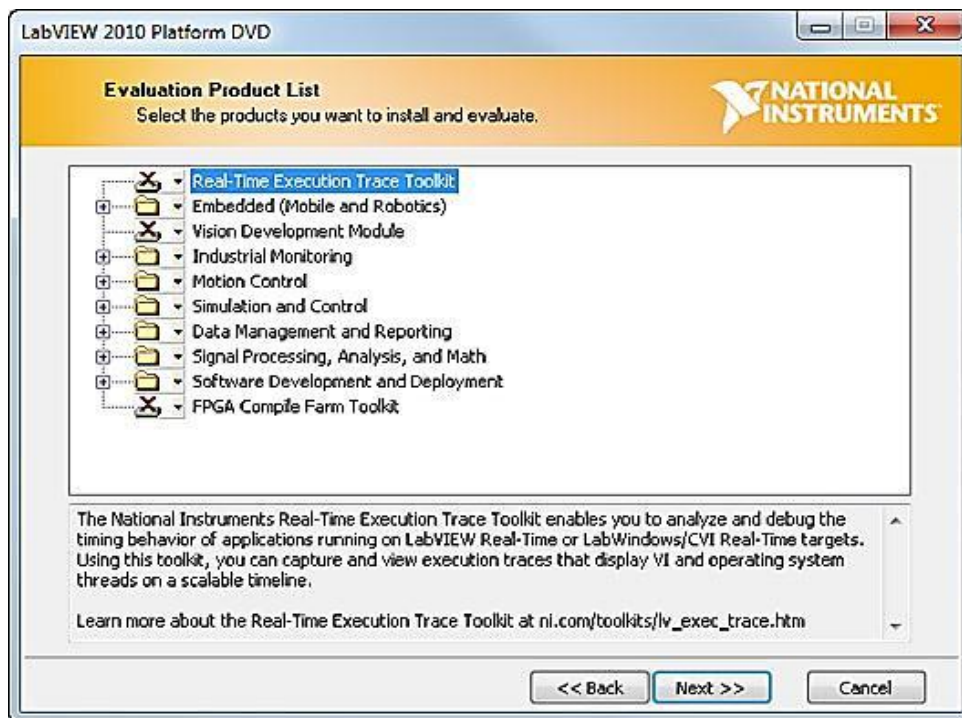 LabVIEW 2010 Platform DVD
Evaluation Product List
Select the products you want to install and evaluate.
NATIONAL
INSTRUMENTS
Real-Time Execution Trace Toolkit
Embedded (Mobile and Robotics)
Vision Development Module
Industrial Monitoring
Motion Control
Simulation and Control
Data Management and Reporting
Signal Processing, Analysis, and Math
Software Development and Deployment
FPGA Compile Farm Toolkit
The National Instruments Real-Time Execution Trace Toolkit enables you to analyze and debug the
timing behavior of applications running on LabVIEW Real-Time or LabWindows/CVI Real-Time targets.
Using this toolkit, you can capture and view execution traces that display VI and operating system
threads on a scalable timeline.
Learn more about the Real-Time Execution Trace Toolkit at ni.com/toolkits/lv_exec_trace.htm
<< Back
Next >>
Cancel